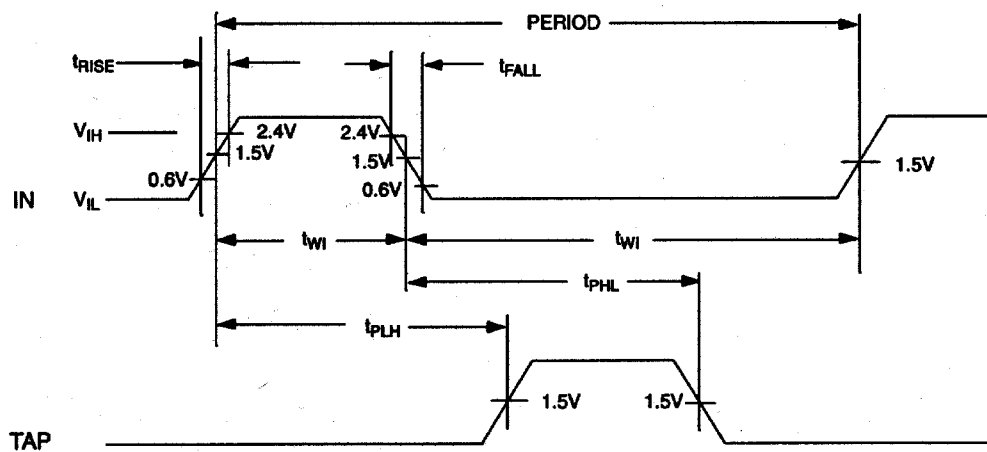 PERIOD
tRISE
tFALL
VIH
2.4V
2.4V
1.5V
1.5V
1.5V
0.6V
0.6V
IN
VIL
tWI
tWI
tPHL
tPLH
1.5V
1.5V
TAP